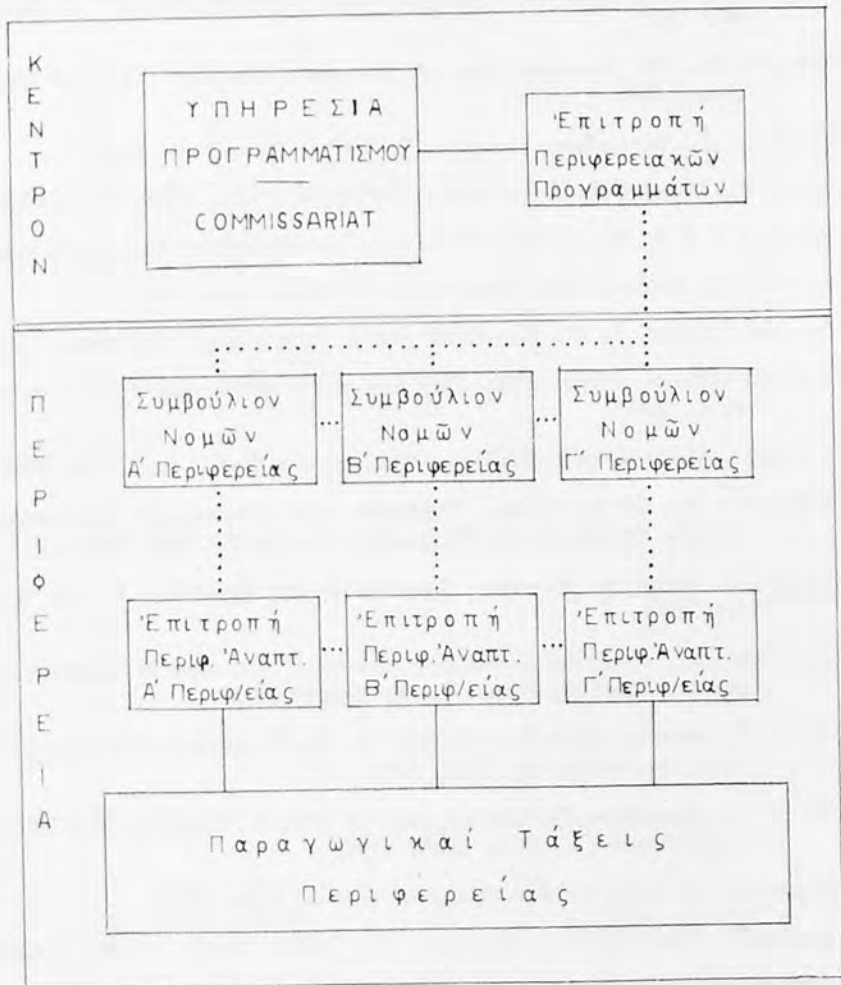 ΚΕΝΤΡΟΝ
ΥΠΗΡΕΣΙΑ
ΠΡΟΓΡΑΜΜΑΤΙΣΜΟΥ
COMMISSARIAT
Ἐπιτροπή
Περιφερειακῶν
Προγραμμάτων
ΠΕΡΙΦΕΡΕΙΑ
Συμβούλιον
Νομῶν
Α' Περιφερείας
Συμβούλιον
Νομῶν
Β' Περιφερείας
Συμβούλιον
Νομῶν
Γ' Περιφερείας
Ἐπιτροπή
Περιφ. Ἀναπτ.
Α' Περιφ/είας
Ἐπιτροπή
Περιφ. Ἀναπτ.
Β' Περιφ/είας
Ἐπιτροπή
Περιφ. Ἀναπτ.
Γ' Περιφ/είας
Παραγωγικαί Τάξεις
Περιφερείας